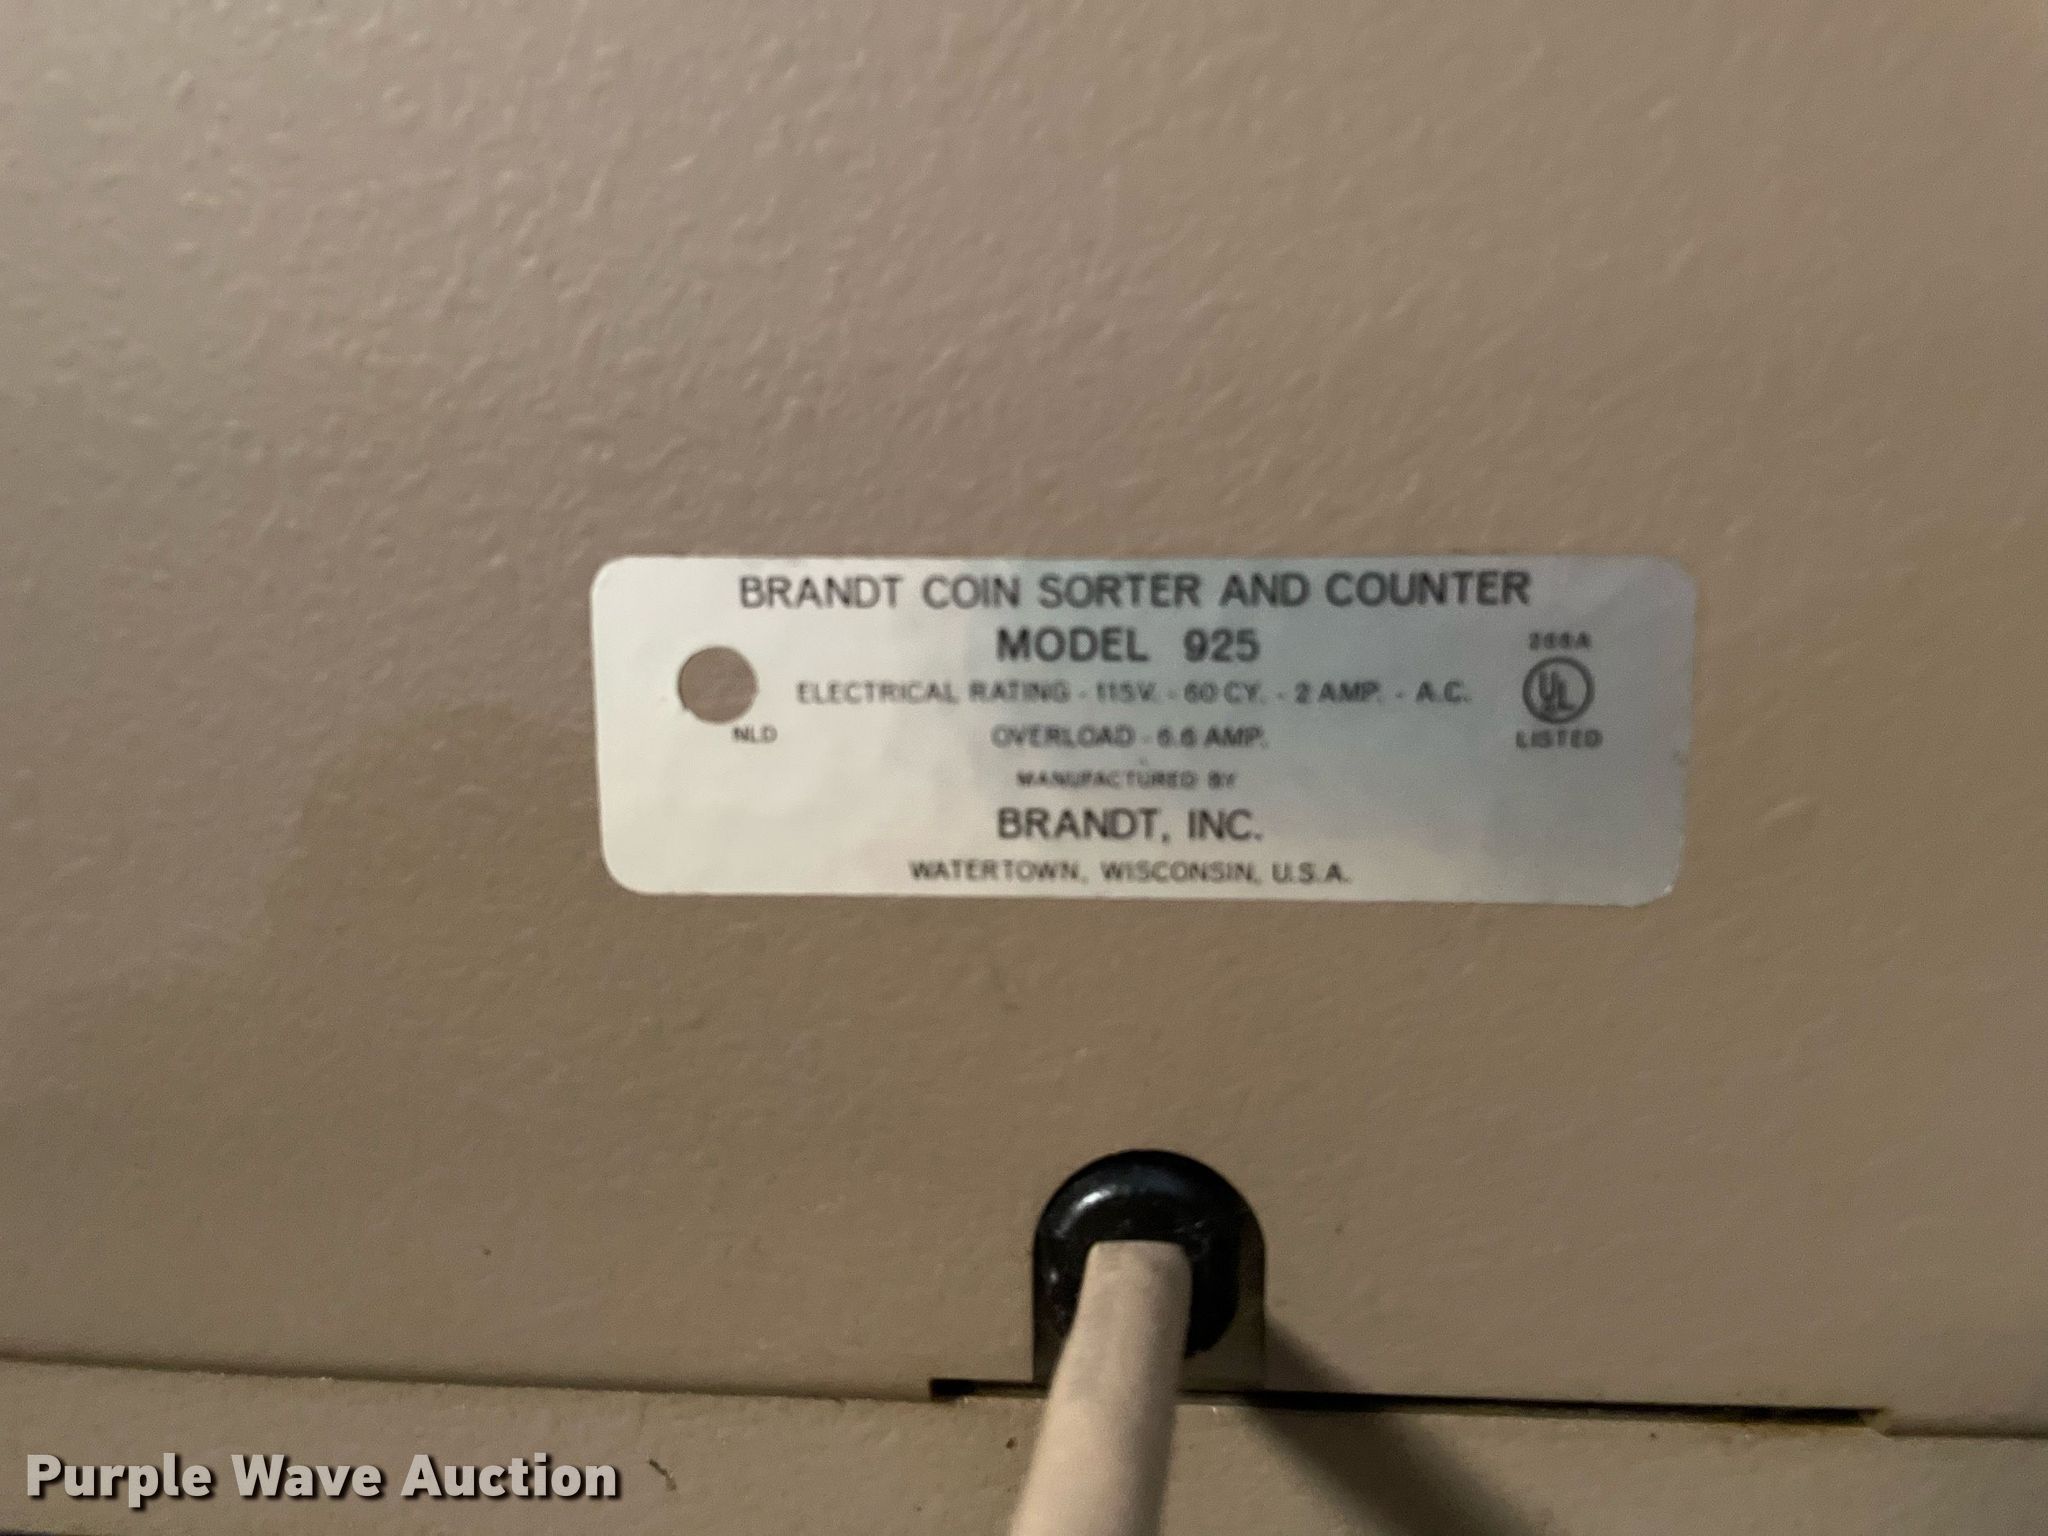 BRANDT COIN SORTER AND COUNTER
MODEL 925
ELECTRICAL RATING - 115V. - 60 CY. - 2 AMP. - A.C.
UL
LISTED
NLD
OVERLOAD - 6.6 AMP.
MANUFACTURED BY
BRANDT, INC.
WATERTOWN, WISCONSIN, U.S.A.
Purple Wave Auction